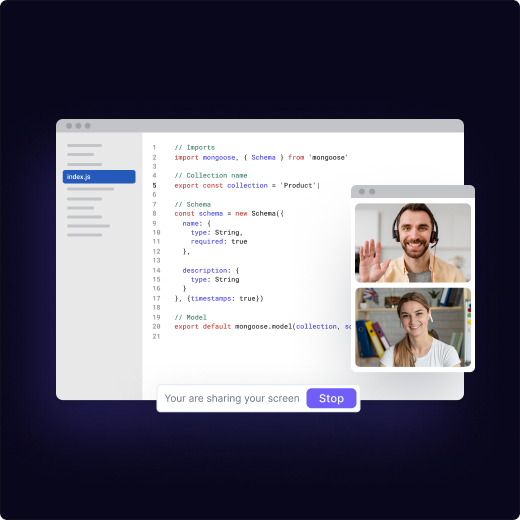 index.js
1 // Imports
2 import mongoose, { Schema } from 'mongoose'
3
4 // Collection name
5 export const collection = 'Product'|
6
7 // Schema
8 const schema = new Schema({
9 name: {
10 type: String,
11 required: true
12 },
13
14 description: {
15 type: String
16 }
17 }, {timestamps: true})
18
19 // Model
20 export default mongoose.model(collection,
21
Your are sharing your screen
Stop